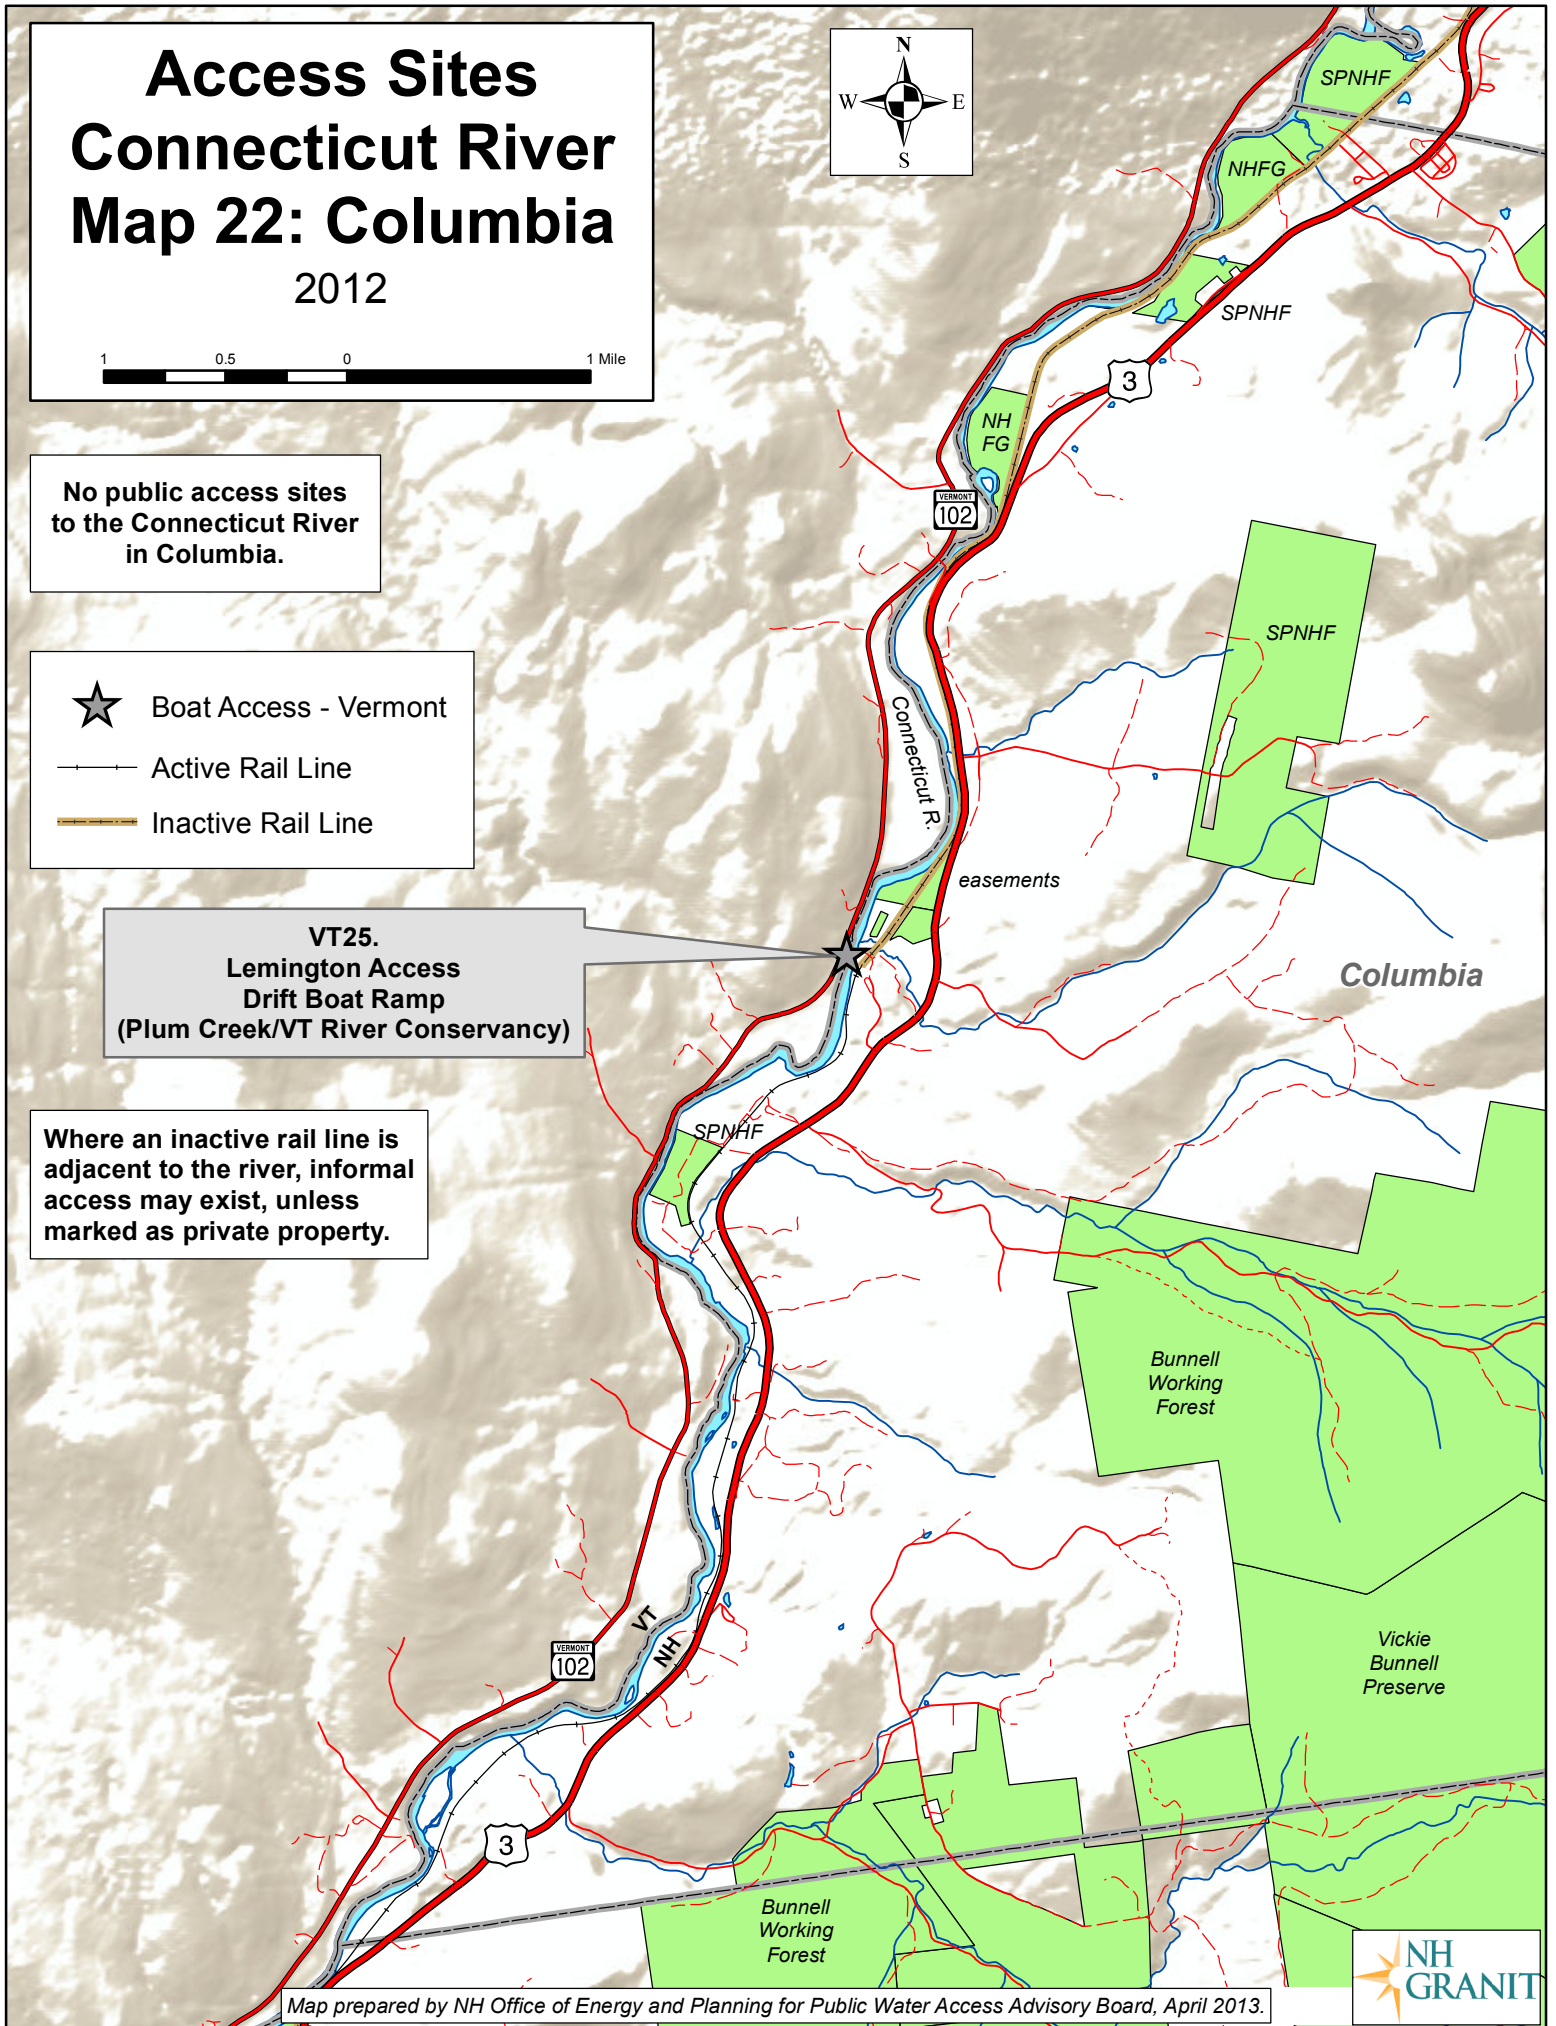 Access Sites
Connecticut River
Map 22: Columbia
2012
1 0.5 0 1 Mile
N
W E
S
No public access sites
to the Connecticut River
in Columbia.
Boat Access - Vermont
Active Rail Line
Inactive Rail Line
VT25.
Lemington Access
Drift Boat Ramp
(Plum Creek/VT River Conservancy)
Where an inactive rail line is
adjacent to the river, informal
access may exist, unless
marked as private property.
SPNHF
NHFG
SPNHF
3
NH
FG
VERMONT
102
SPNHF
Connecticut R.
easements
Columbia
SPNHF
Bunnell
Working
Forest
VT
NH
VERMONT
102
Vickie
Bunnell
Preserve
3
Bunnell
Working
Forest
NH
GRANIT
Map prepared by NH Office of Energy and Planning for Public Water Access Advisory Board, April 2013.